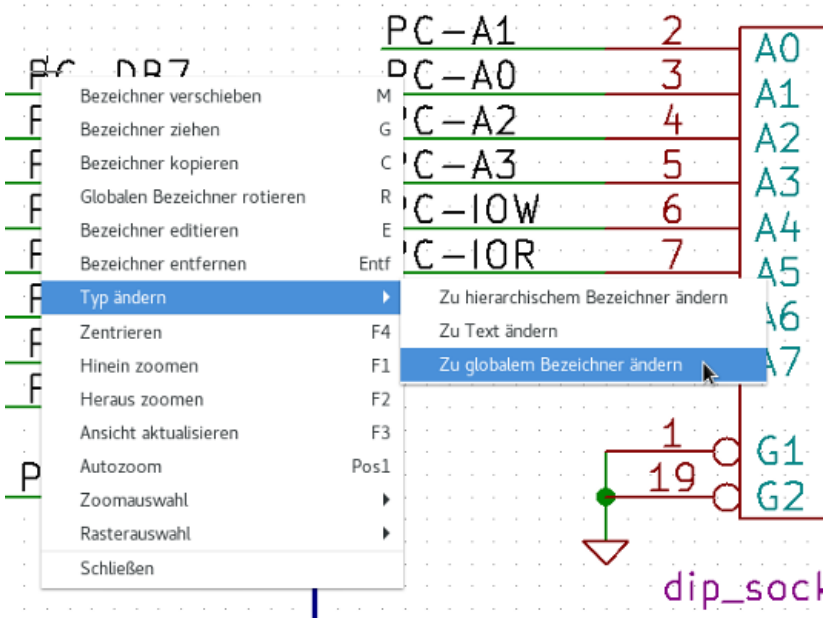 PC-A1 2 A0
PC-DB7 PC-A0 3 A1
PC-A2 4 A2
PC-A3 5 A3
PC-IOW 6 A4
PC-IOR 7 A5
A6
A7
Bezeichner verschieben M
Bezeichner ziehen G
Bezeichner kopieren C
Globalen Bezeichner rotieren R
Bezeichner editieren E
Bezeichner entfernen Entf
Typ ändern
Zu hierarchischem Bezeichner ändern
Zu Text ändern
Zu globalem Bezeichner ändern
Zentrieren F4
Hinein zoomen F1
Heraus zoomen F2
Ansicht aktualisieren F3
Autozoom Pos1
Zoomauswahl
Rasterauswahl
Schließen
1 G1
19 G2
P